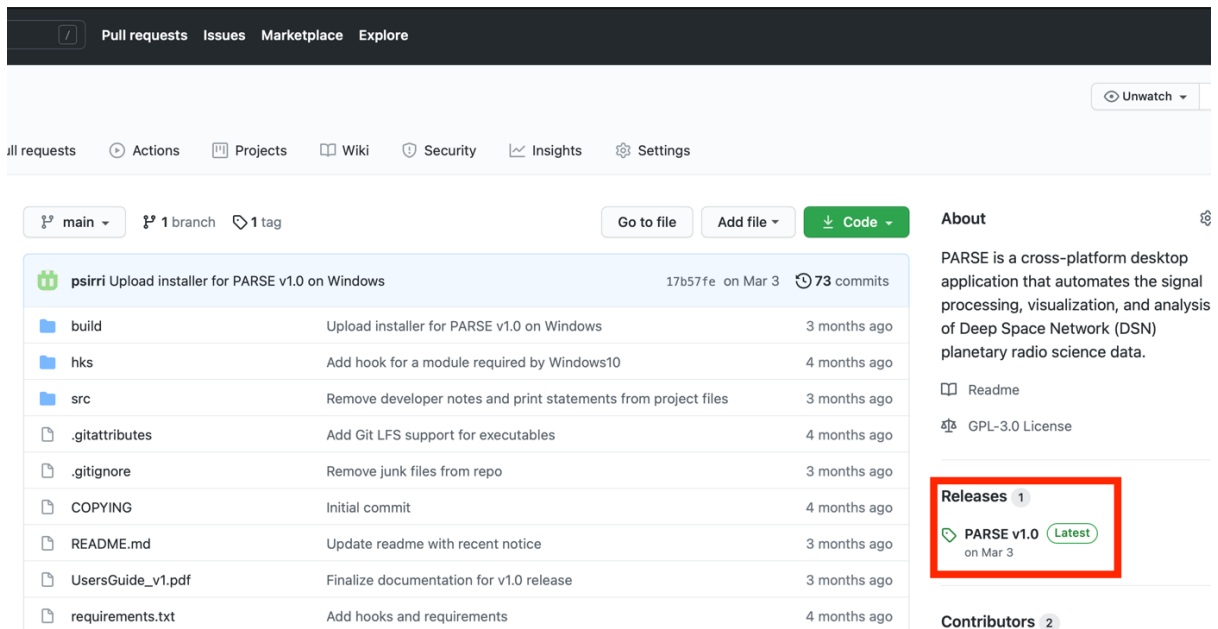 / Pull requests Issues Marketplace Explore
Unwatch
ull requests Actions Projects Wiki Security Insights Settings
main 1 branch 1 tag Go to file Add file Code
psirri Upload installer for PARSE v1.0 on Windows 17b57fe on Mar 3 73 commits
build Upload installer for PARSE v1.0 on Windows 3 months ago
hks Add hook for a module required by Windows10 4 months ago
src Remove developer notes and print statements from project files 3 months ago
.gitattributes Add Git LFS support for executables 4 months ago
.gitignore Remove junk files from repo 3 months ago
COPYING Initial commit 4 months ago
README.md Update readme with recent notice 3 months ago
UsersGuide_v1.pdf Finalize documentation for v1.0 release 3 months ago
requirements.txt Add hooks and requirements 4 months ago
About
PARSE is a cross-platform desktop
application that automates the signal
processing, visualization, and analysis
of Deep Space Network (DSN)
planetary radio science data.
Readme
GPL-3.0 License
Releases 1
PARSE v1.0 Latest
on Mar 3
Contributors 2